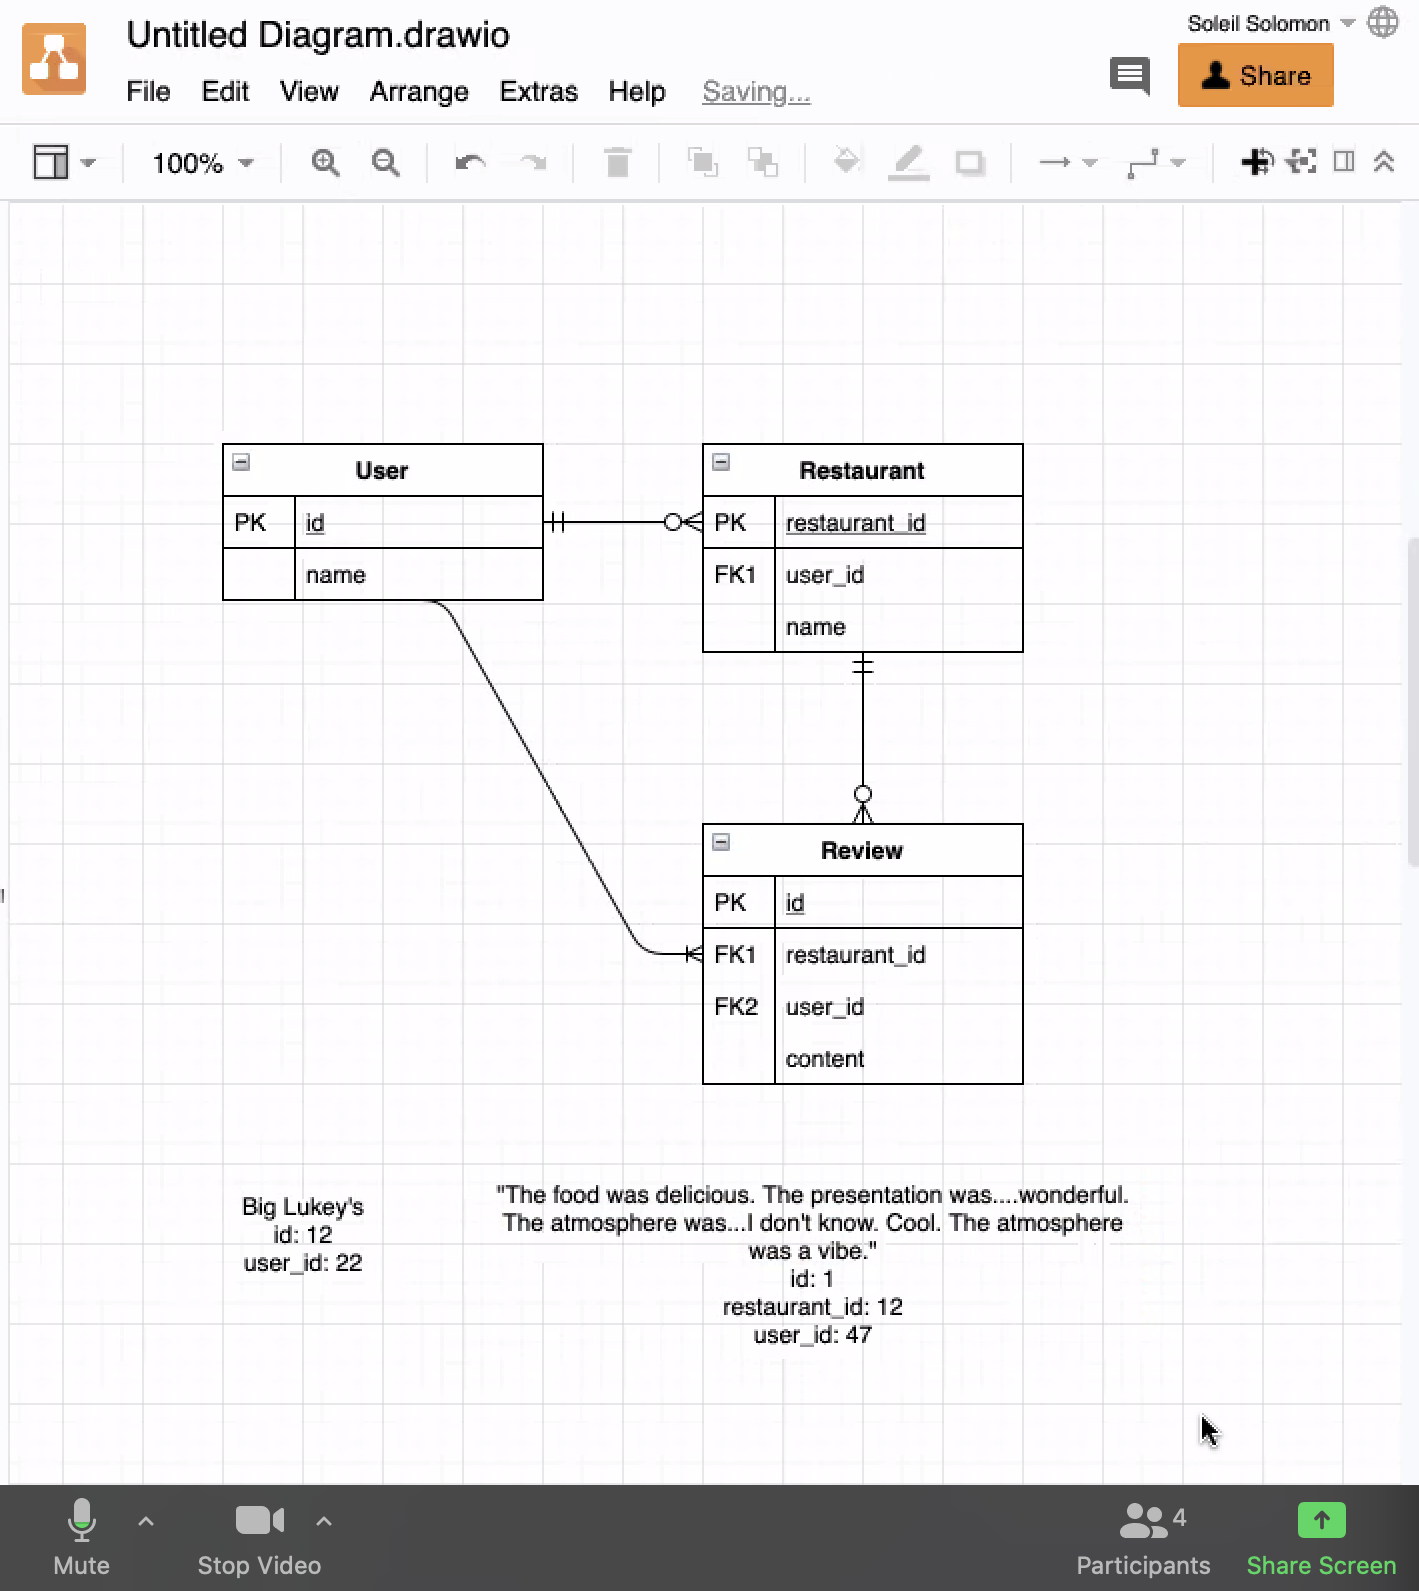 Untitled Diagram.drawio
Soleil Solomon
File Edit View Arrange Extras Help Saving...
Share
100%
User
PK id
name
Restaurant
PK restaurant_id
FK1 user_id
name
Review
PK id
FK1 restaurant_id
FK2 user_id
content
Big Lukey's
id: 12
user_id: 22
"The food was delicious. The presentation was....wonderful.
The atmosphere was...I don't know. Cool. The atmosphere
was a vibe."
id: 1
restaurant_id: 12
user_id: 47
Mute
Stop Video
4
Participants
Share Screen